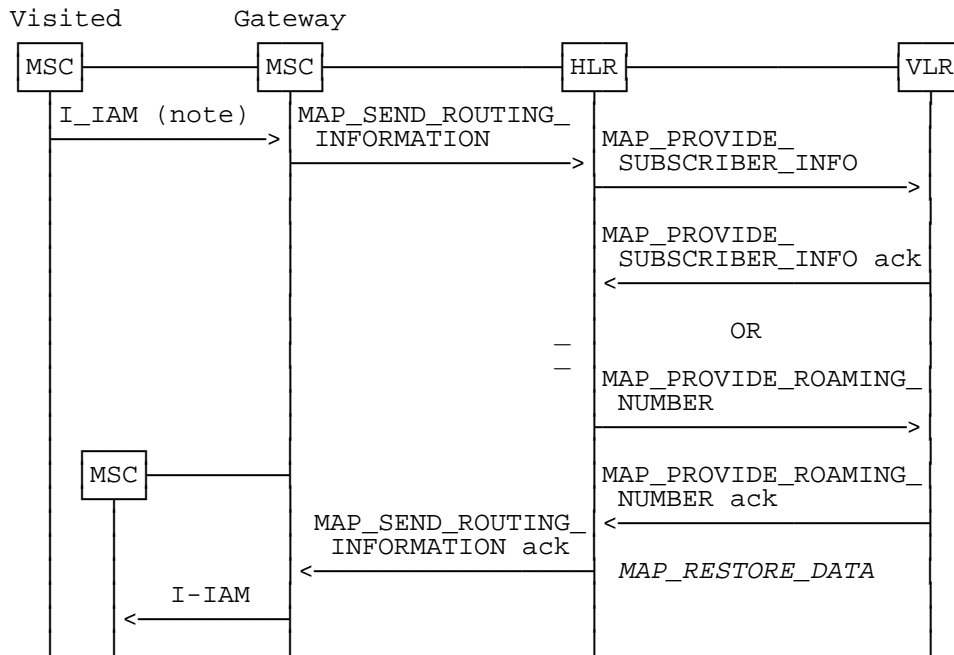 Visited Gateway
MSC MSC HLR VLR
I_IAM (note)
MAP_SEND_ROUTING_
INFORMATION
MAP_PROVIDE_
SUBSCRIBER_INFO
MAP_PROVIDE_
SUBSCRIBER_INFO ack
OR
MAP_PROVIDE_ROAMING_
NUMBER
MSC
MAP_PROVIDE_ROAMING_
NUMBER ack
MAP_SEND_ROUTING_
INFORMATION ack
MAP_RESTORE_DATA
I-IAM